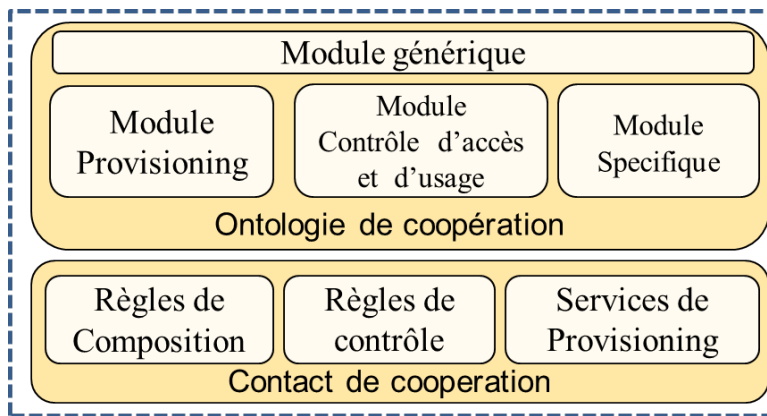 Module générique
Module
Provisioning
Module
Contrôle d'accès
et d'usage
Module
Specifique
Ontologie de coopération
Règles de
Composition
Règles de
contrôle
Services de
Provisioning
Contact de cooperation